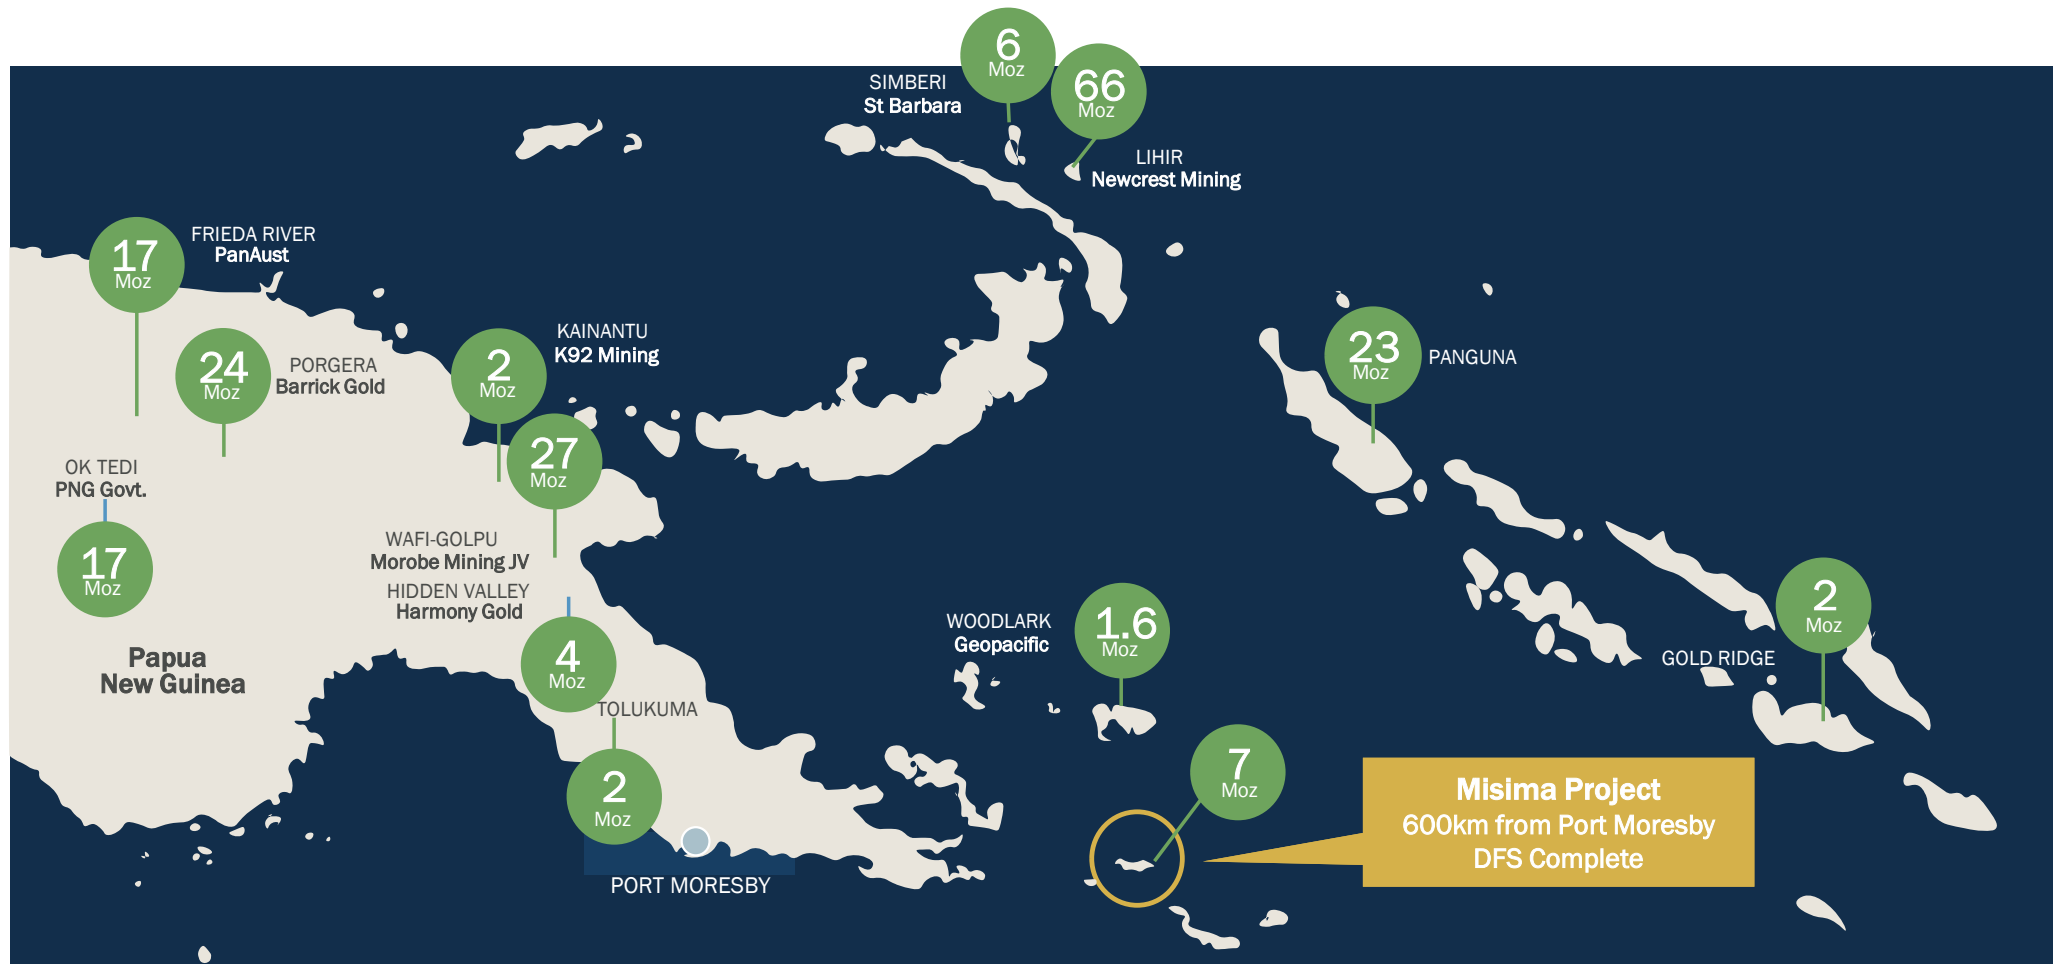 6
Moz
66
Moz
SIMBERI
St Barbara
LIHIR
Newcrest Mining
17
Moz
FRIEDA RIVER
PanAust
24
Moz
PORGERA
Barrick Gold
2
Moz
KAINANTU
K92 Mining
23
Moz
PANGUNA
27
Moz
OK TEDI
PNG Govt.
17
Moz
WAFI-GOLPU
Morobe Mining JV
HIDDEN VALLEY
Harmony Gold
4
Moz
WOODLARK
Geopacific
1.6
Moz
2
Moz
GOLD RIDGE
Papua
New Guinea
TOLUKUMA
2
Moz
7
Moz
Misima Project
600km from Port Moresby
DFS Complete
PORT MORESBY